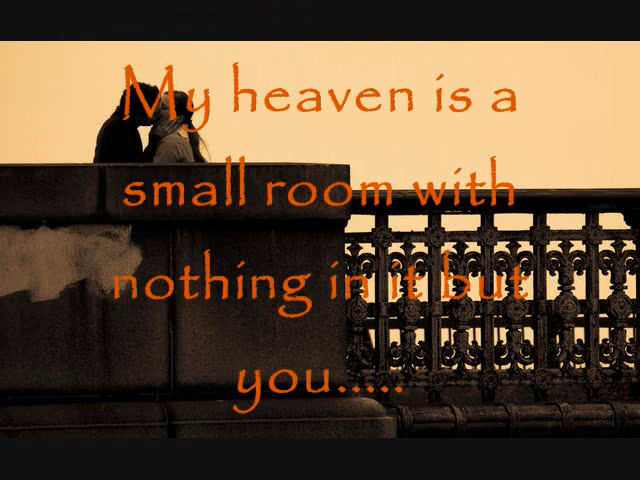 My heaven is a
small room with
nothing in it but
you.....